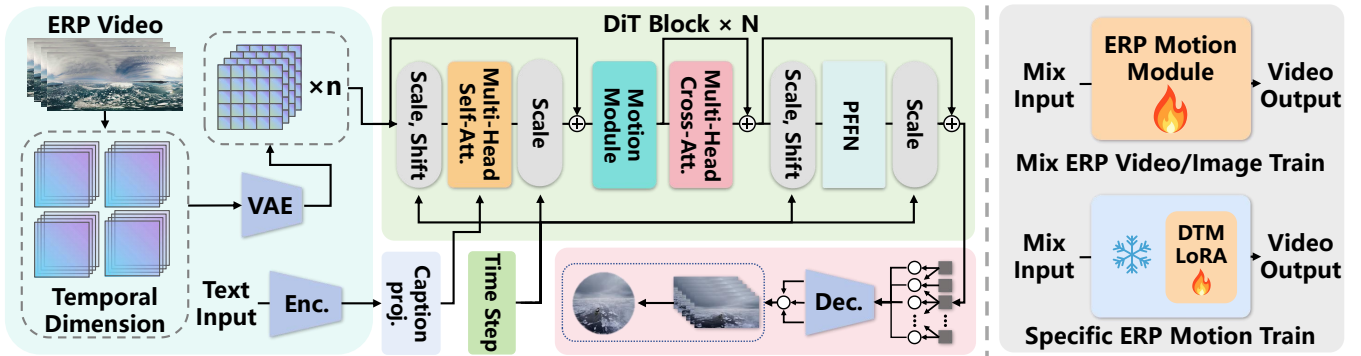 ERP Video
×n
VAE
Temporal
Dimension
Text
Input
Enc.
Caption
proj.
Time Step
DiT Block × N
Scale, Shift
Multi-Head
Self-Att.
Scale
Motion
Module
Multi-Head
Cross-Att.
Scale, Shift
PFFN
Scale
Dec.
Mix
Input
ERP Motion
Module
Video
Output
Mix ERP Video/Image Train
Mix
Input
DTM
LoRA
Video
Output
Specific ERP Motion Train